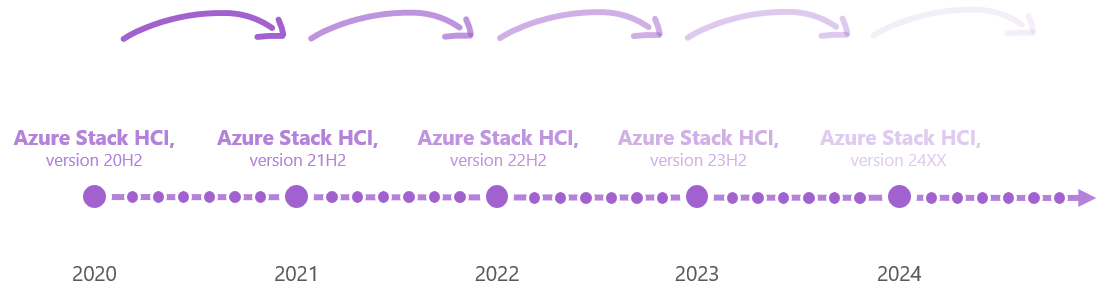 Azure Stack HCI,
version 20H2
Azure Stack HCI,
version 21H2
Azure Stack HCI,
version 22H2
Azure Stack HCI,
version 23H2
Azure Stack HCI,
version 24XX
2020
2021
2022
2023
2024